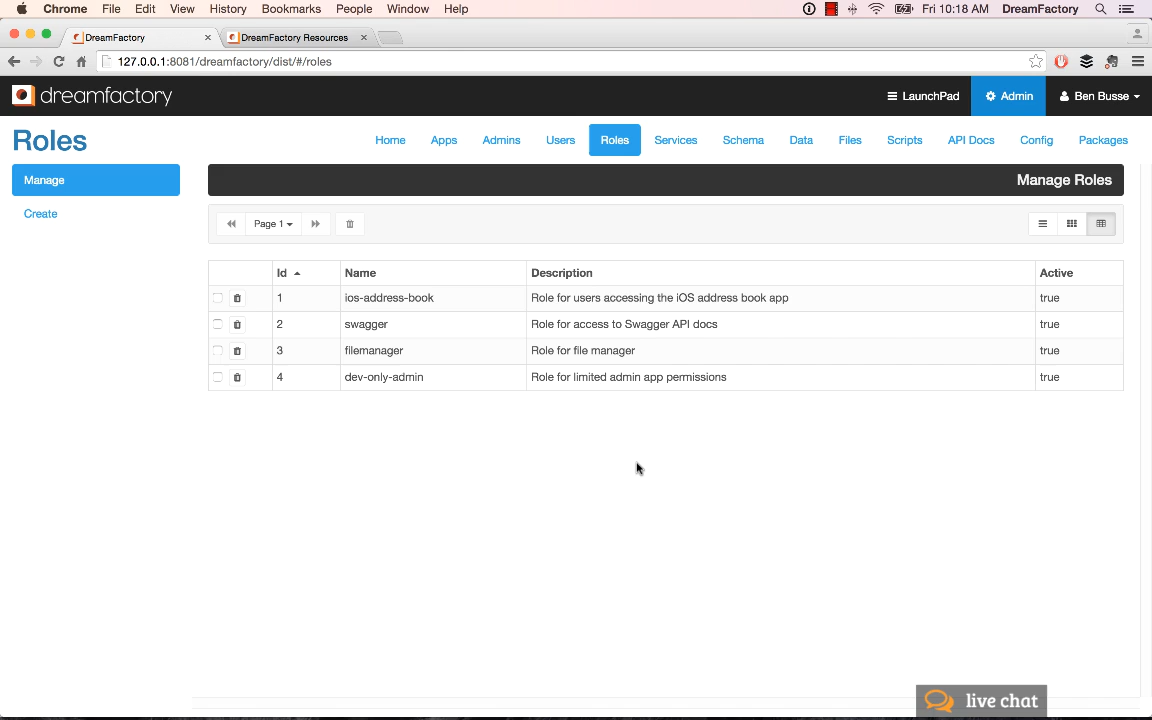 Chrome File Edit View History Bookmarks People Window Help Fri 10:18 AM DreamFactory
DreamFactory DreamFactory Resources
127.0.0.1:8081/dreamfactory/dist/#/roles
dreamfactory LaunchPad Admin Ben Busse
Roles Home Apps Admins Users Roles Services Schema Data Files Scripts API Docs Config Packages
Manage Manage Roles
Create
Page 1
Id Name Description Active
1 ios-address-book Role for users accessing the iOS address book app true
2 swagger Role for access to Swagger API docs true
3 filemanager Role for file manager true
4 dev-only-admin Role for limited admin app permissions true
live chat